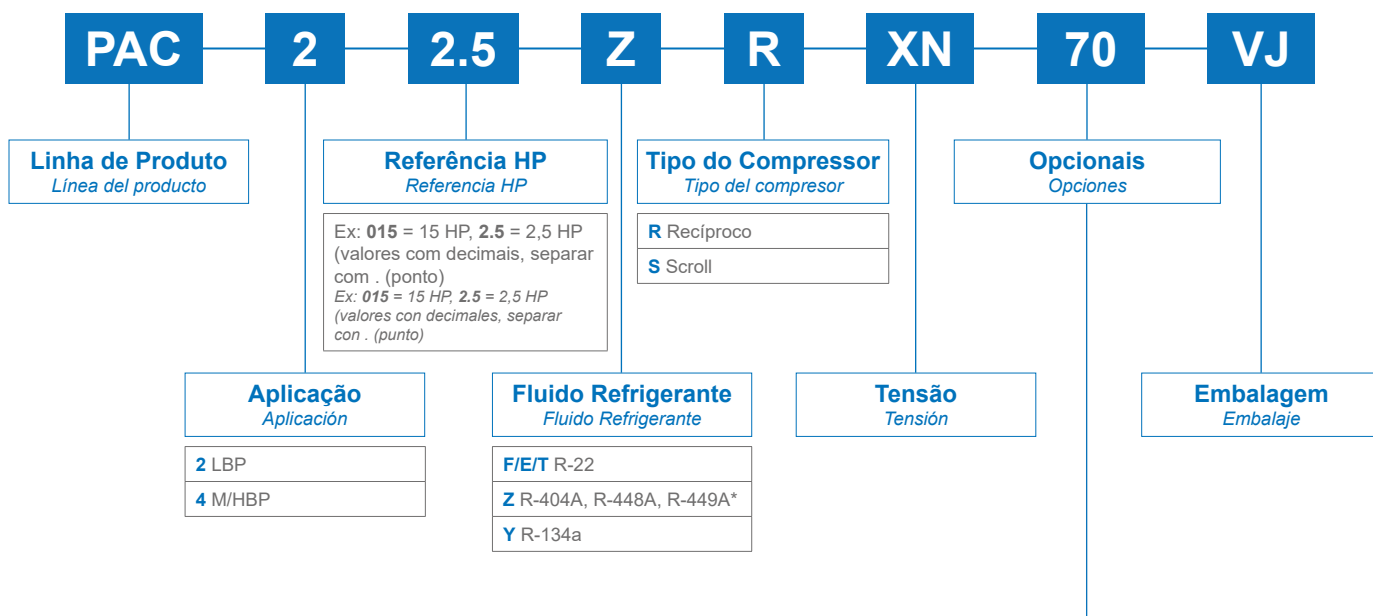 PAC 2 2.5 Z R XN 70 VJ
Linha de Produto
Línea del producto
Referência HP
Referencia HP
Ex: 015 = 15 HP, 2.5 = 2,5 HP
(valores com decimais, separar
com . (ponto)
Ex: 015 = 15 HP, 2.5 = 2,5 HP
(valores con decimales, separar
con . (punto)
Tipo do Compressor
Tipo del compresor
R Recíproco
S Scroll
Opcionais
Opciones
Aplicação
Aplicación
2 LBP
4 M/HBP
Fluido Refrigerante
Fluido Refrigerante
F/E/T R-22
Z R-404A, R-448A, R-449A*
Y R-134a
Tensão
Tensión
Embalagem
Embalaje